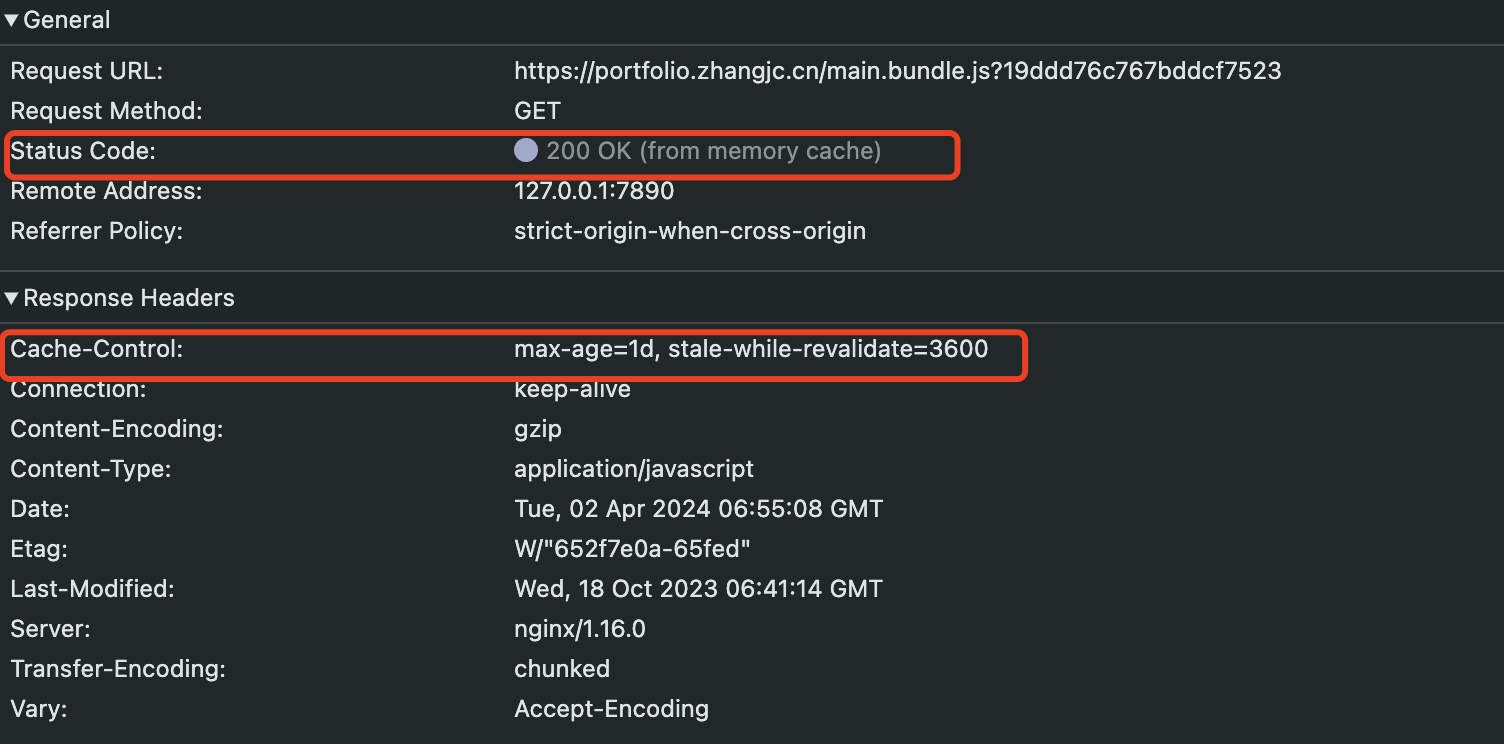 General
Request URL: https://portfolio.zhangjc.cn/main.bundle.js?19ddd76c767bddcf7523
Request Method: GET
Status Code: 200 OK (from memory cache)
Remote Address: 127.0.0.1:7890
Referrer Policy: strict-origin-when-cross-origin
Response Headers
Cache-Control: max-age=1d, stale-while-revalidate=3600
Connection: keep-alive
Content-Encoding: gzip
Content-Type: application/javascript
Date: Tue, 02 Apr 2024 06:55:08 GMT
Etag: W/"652f7e0a-65fed"
Last-Modified: Wed, 18 Oct 2023 06:41:14 GMT
Server: nginx/1.16.0
Transfer-Encoding: chunked
Vary: Accept-Encoding